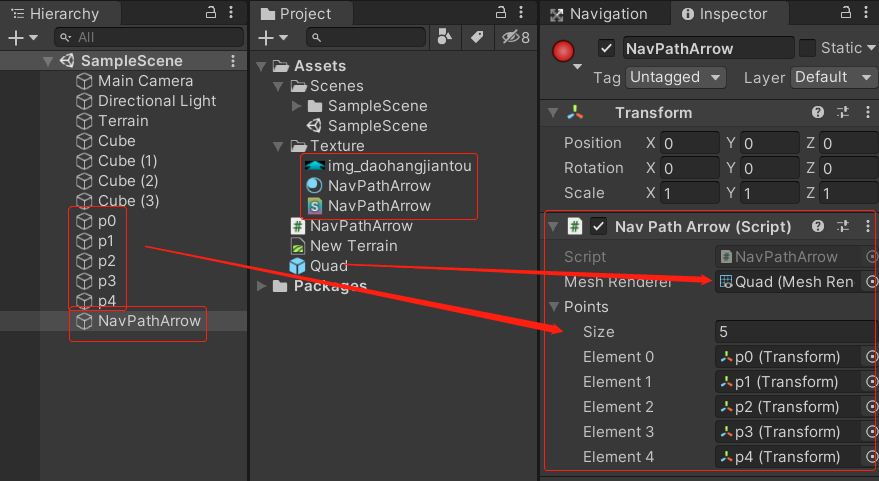 Hierarchy
All
SampleScene
Main Camera
Directional Light
Terrain
Cube
Cube (1)
Cube (2)
Cube (3)
p0
p1
p2
p3
p4
NavPathArrow
Project
8
Assets
Scenes
SampleScene
SampleScene
Texture
img_daohangjiantou
NavPathArrow
NavPathArrow
NavPathArrow
New Terrain
Quad
Packages
Navigation
Inspector
NavPathArrow
Static
Tag Untagged Layer Default
Transform
Position X 0 Y 0 Z 0
Rotation X 0 Y 0 Z 0
Scale X 1 Y 1 Z 1
Nav Path Arrow (Script)
Script NavPathArrow
Mesh Renderer Quad (Mesh Ren
Points
Size 5
Element 0 p0 (Transform)
Element 1 p1 (Transform)
Element 2 p2 (Transform)
Element 3 p3 (Transform)
Element 4 p4 (Transform)